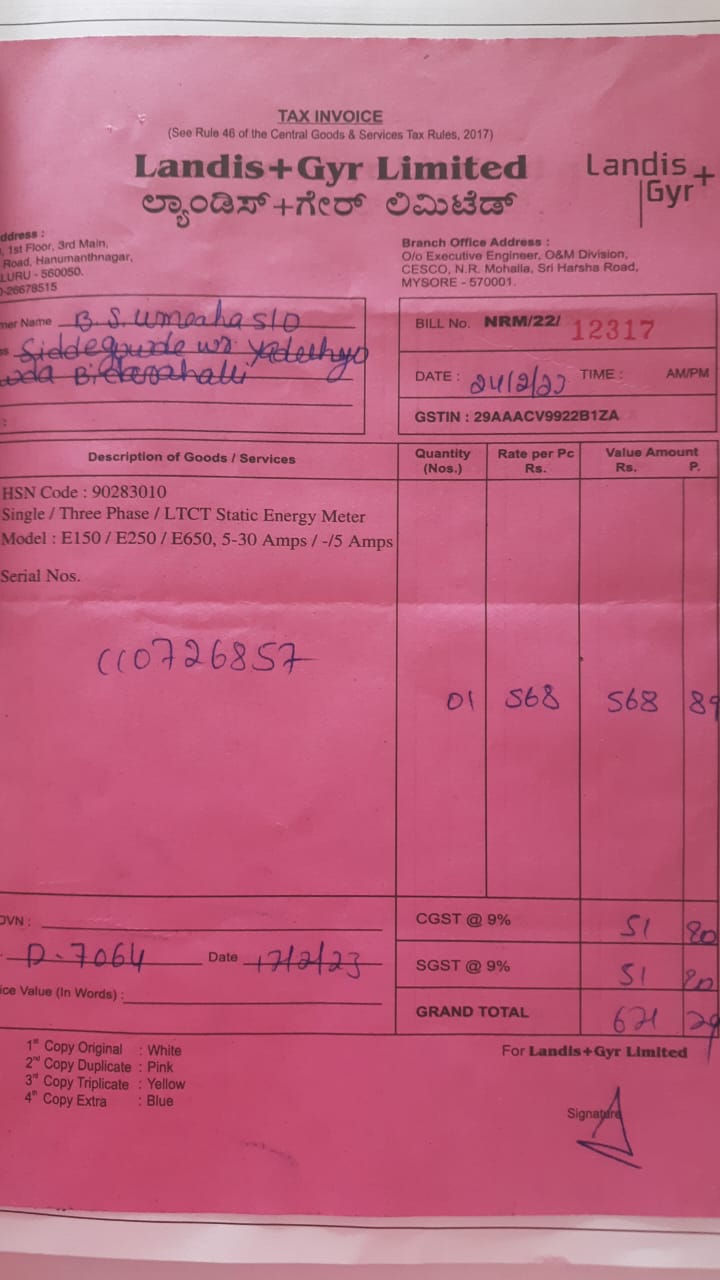 TAX INVOICE
(See Rule 46 of the Central Goods & Services Tax Rules, 2017)
Landis+Gyr Limited
ಲ್ಯಾಂಡಿಸ್+ಗೇರ್ ಲಿಮಿಟೆಡ್
Landis
Gyr+
ddress :
, 1st Floor, 3rd Main,
Road, Hanumanthnagar,
LURU - 560050.
0-26678515
Branch Office Address :
O/o Executive Engineer, O&M Division,
CESCO, N.R. Mohalla, Sri Harsha Road,
MYSORE - 570001.
mer Name B.S. S/O
BILL No. NRM/22/ 12317
DATE : 24/2/23 TIME : AM/PM
GSTIN : 29AAACV9922B1ZA
Description of Goods / Services
Quantity (Nos.)
Rate per Pc Rs.
Value Amount Rs. P.
HSN Code : 90283010
Single / Three Phase / LTCT Static Energy Meter
Model : E150 / E250 / E650, 5-30 Amps / -/5 Amps
Serial Nos.
0726857
01 568 568 89
OVN :
CGST @ 9% 51 20
D-7064 Date 17/2/23
SGST @ 9% 51 20
ice Value (In Words) :
GRAND TOTAL 671 29
1st Copy Original : White
2nd Copy Duplicate : Pink
3rd Copy Triplicate : Yellow
4th Copy Extra : Blue
For Landis+Gyr Limited
Signature